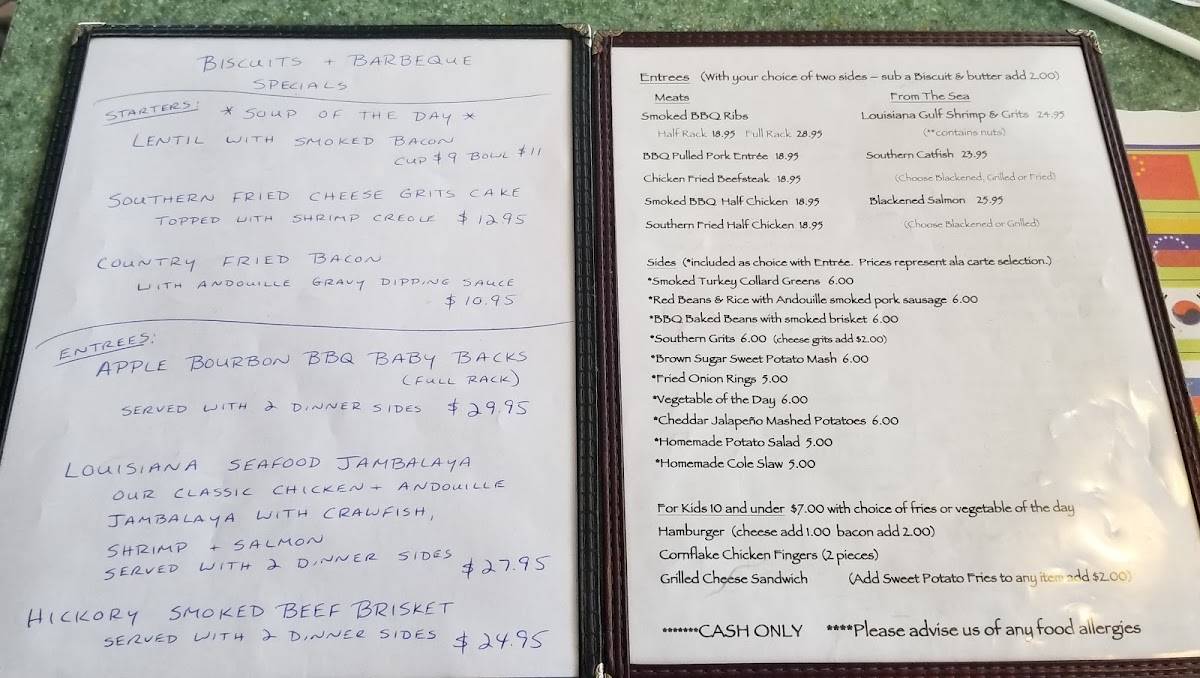 BISCUITS + BARBEQUE
SPECIALS
STARTERS:
* SOUP OF THE DAY *
LENTIL WITH SMOKED BACON
CUP $9 BOWL $11
SOUTHERN FRIED CHEESE GRITS CAKE
TOPPED WITH SHRIMP CREOLE $12.95
COUNTRY FRIED BACON
WITH ANDOUILLE GRAVY DIPPING SAUCE
$10.95
ENTREES:
APPLE BOURBON BBQ BABY BACKS
(FULL RACK)
SERVED WITH 2 DINNER SIDES $29.95
LOUISIANA SEAFOOD JAMBALAYA
OUR CLASSIC CHICKEN + ANDOUILLE
JAMBALAYA WITH CRAWFISH,
SHRIMP + SALMON
SERVED WITH 2 DINNER SIDES $27.95
HICKORY SMOKED BEEF BRISKET
SERVED WITH 2 DINNER SIDES $24.95
Entrees (With your choice of two sides – sub a Biscuit & butter add 2.00)
Meats
Smoked BBQ Ribs
Half Rack 18.95 Full Rack 28.95
BBQ Pulled Pork Entrée 18.95
Chicken Fried Beefsteak 18.95
Smoked BBQ Half Chicken 18.95
Southern Fried Half Chicken 18.95
From The Sea
Louisiana Gulf Shrimp & Grits 24.95
(**contains nuts)
Southern Catfish 23.95
(Choose Blackened, Grilled or Fried)
Blackened Salmon 25.95
(Choose Blackened or Grilled)
Sides (*included as choice with Entrée. Prices represent ala carte selection.)
*Smoked Turkey Collard Greens 6.00
*Red Beans & Rice with Andouille smoked pork sausage 6.00
*BBQ Baked Beans with smoked brisket 6.00
*Southern Grits 6.00 (cheese grits add $2.00)
*Brown Sugar Sweet Potato Mash 6.00
*Fried Onion Rings 5.00
*Vegetable of the Day 6.00
*Cheddar Jalapeño Mashed Potatoes 6.00
*Homemade Potato Salad 5.00
*Homemade Cole Slaw 5.00
For Kids 10 and under $7.00 with choice of fries or vegetable of the day
Hamburger (cheese add 1.00 bacon add 2.00)
Cornflake Chicken Fingers (2 pieces)
Grilled Cheese Sandwich (Add Sweet Potato Fries to any item add $2.00)
*******CASH ONLY ****Please advise us of any food allergies